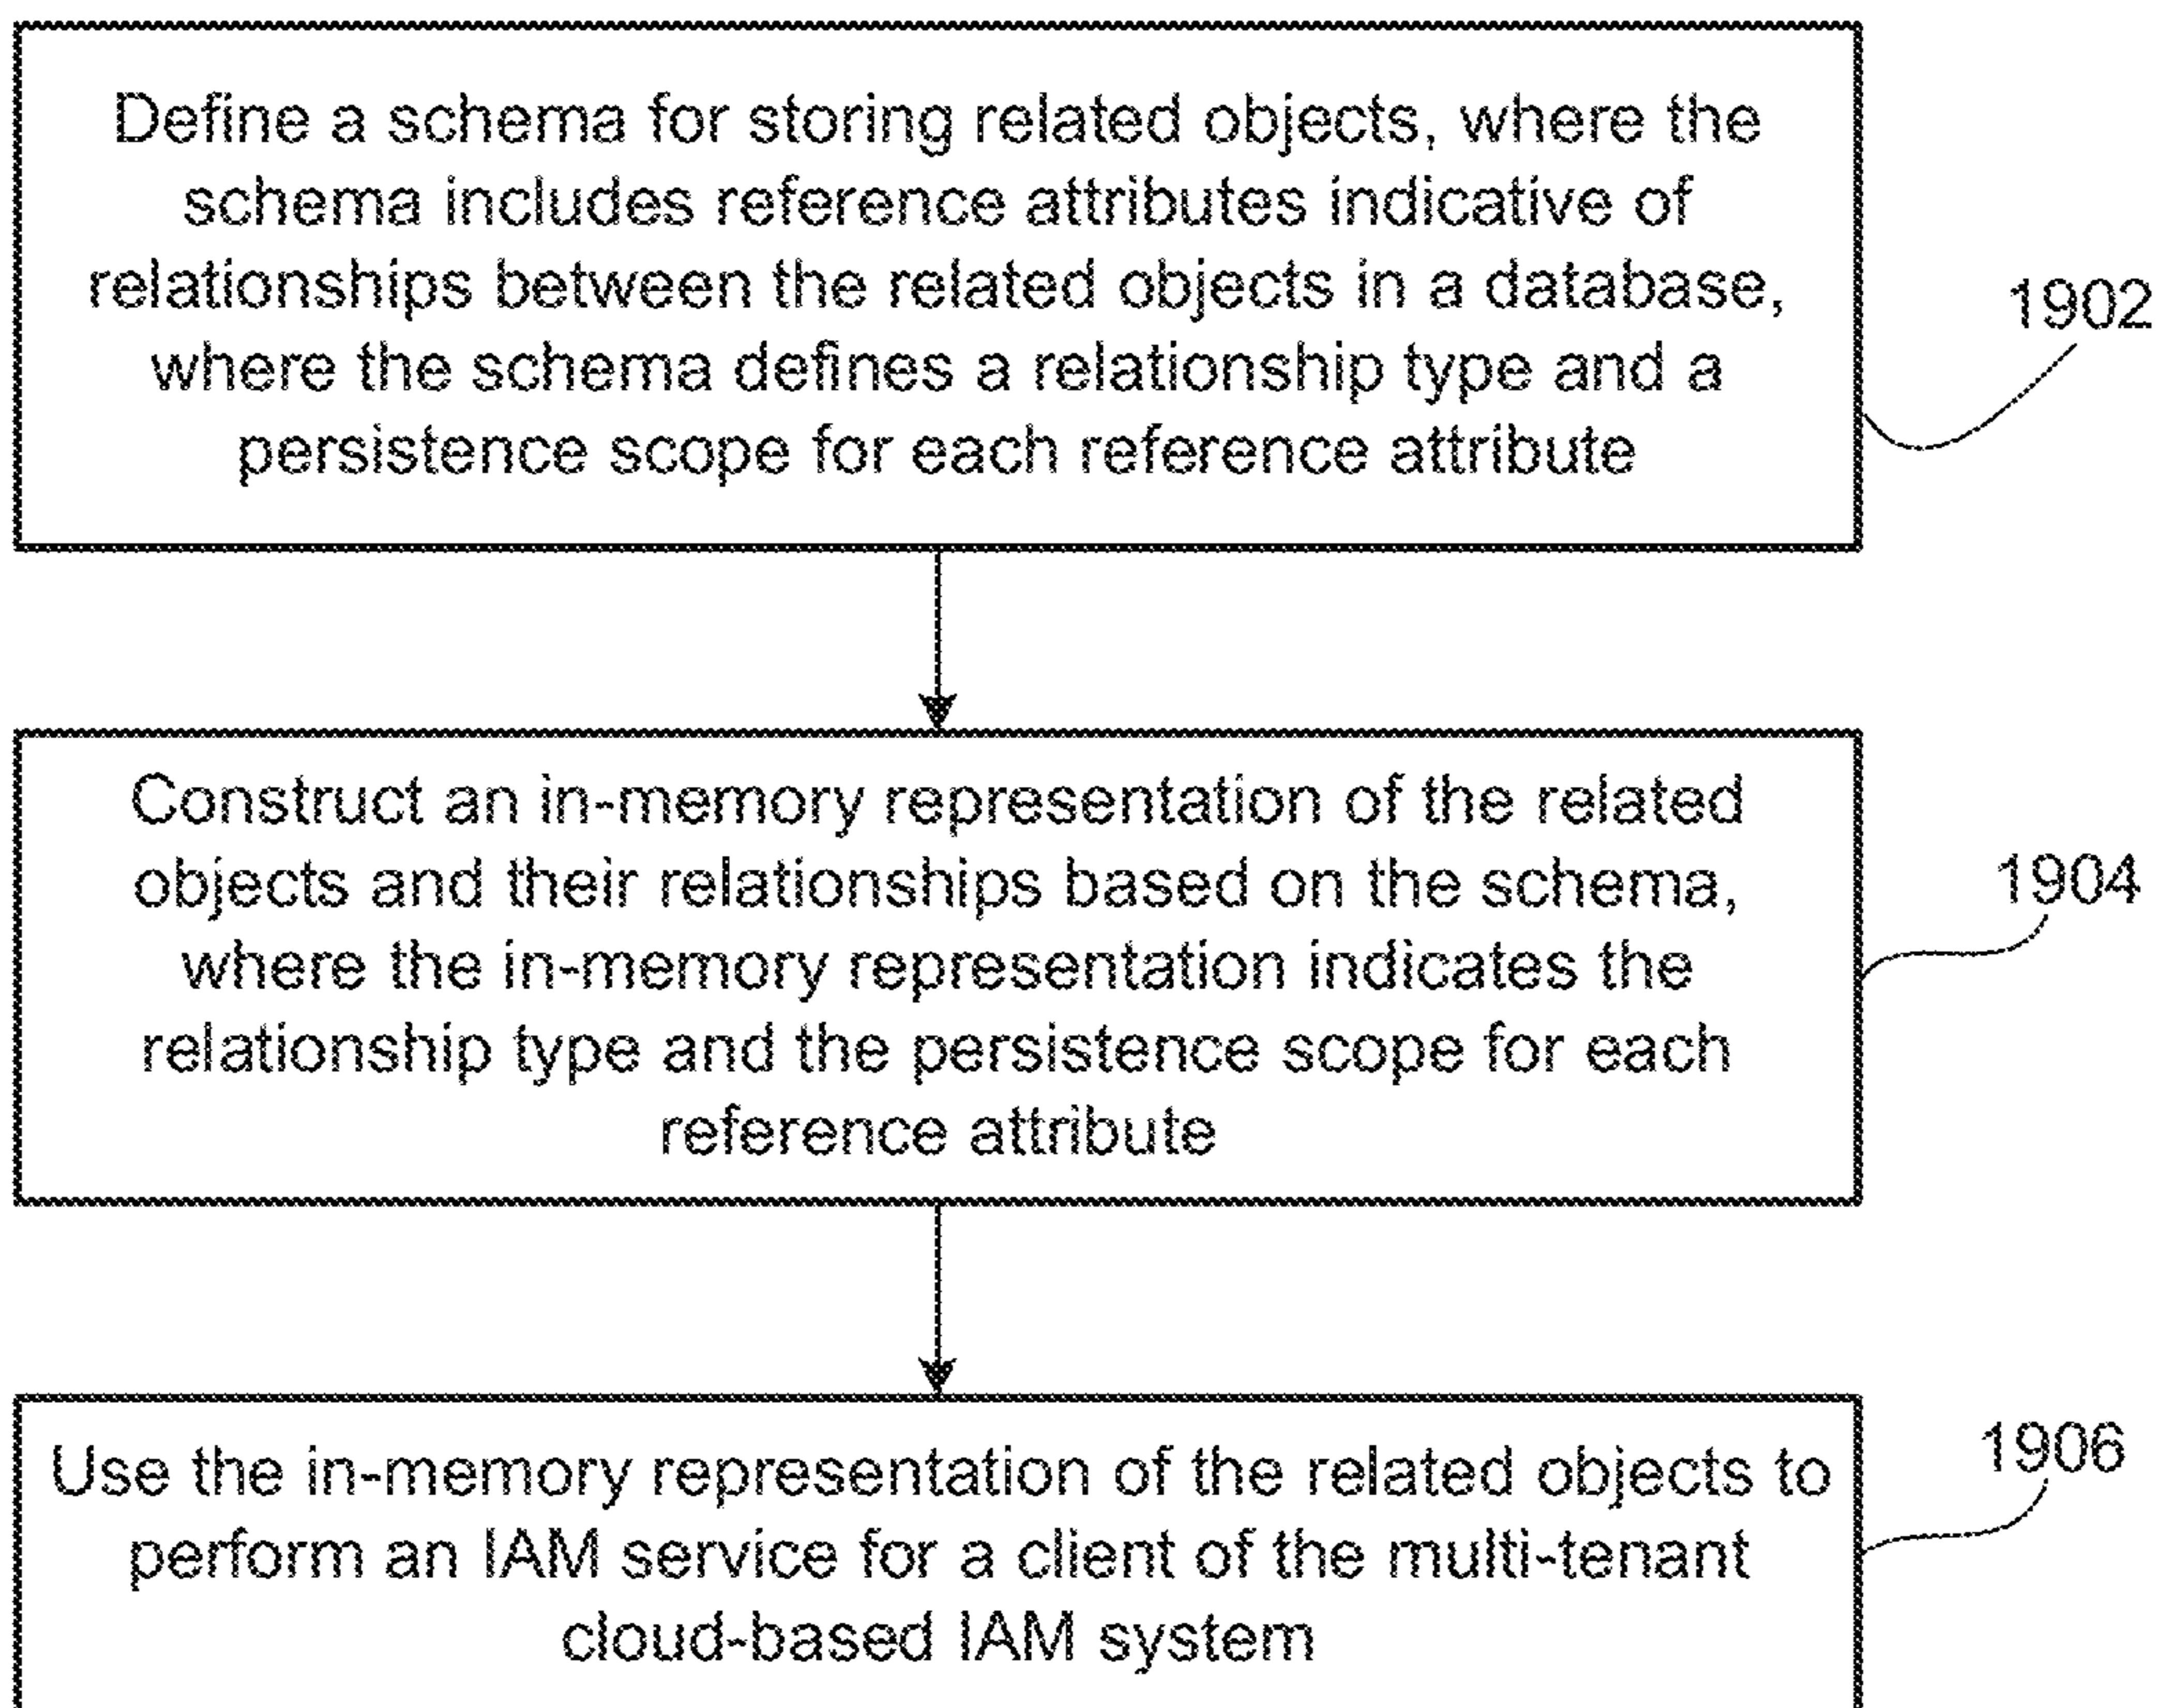 Define a schema for storing related objects, where the
schema includes reference attributes indicative of
relationships between the related objects in a database,
where the schema defines a relationship type and a
persistence scope for each reference attribute
1902
Construct an in-memory representation of the related
objects and their relationships based on the schema,
where the in-memory representation indicates the
relationship type and the persistence scope for each
reference attribute
1904
Use the in-memory representation of the related objects to
perform an IAM service for a client of the multi-tenant
cloud-based IAM system
1906